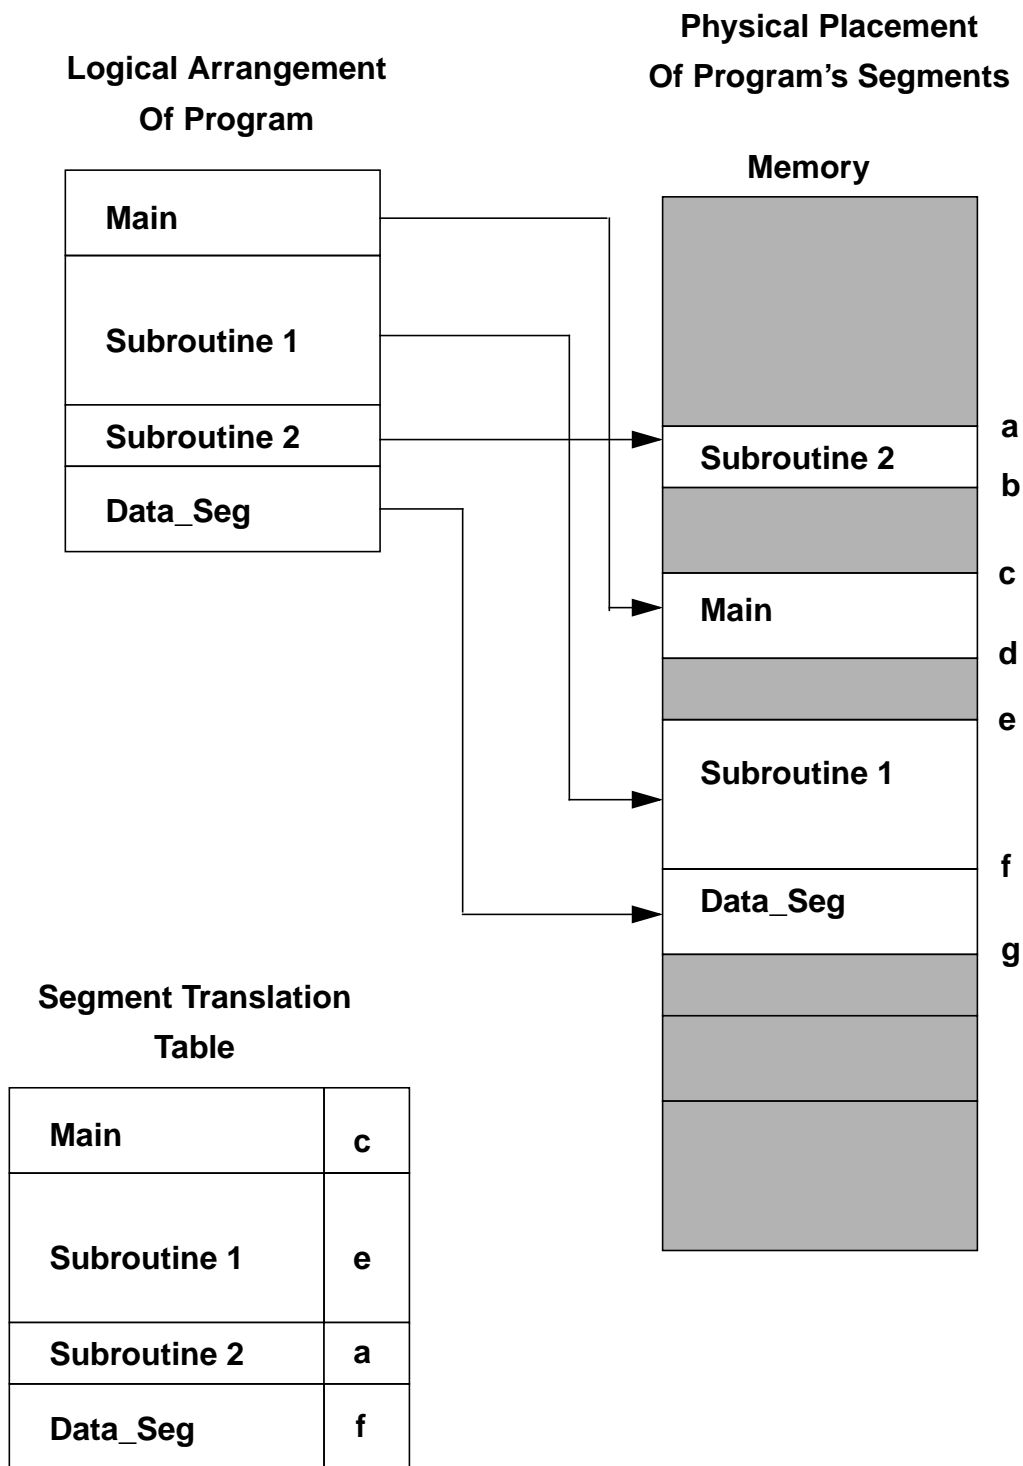 Logical Arrangement
Of Program
Main
Subroutine 1
Subroutine 2
Data_Seg
Physical Placement
Of Program’s Segments
Memory
a
Subroutine 2
b
c
Main
d
e
Subroutine 1
f
Data_Seg
g
Segment Translation
Table
Main c
Subroutine 1 e
Subroutine 2 a
Data_Seg f